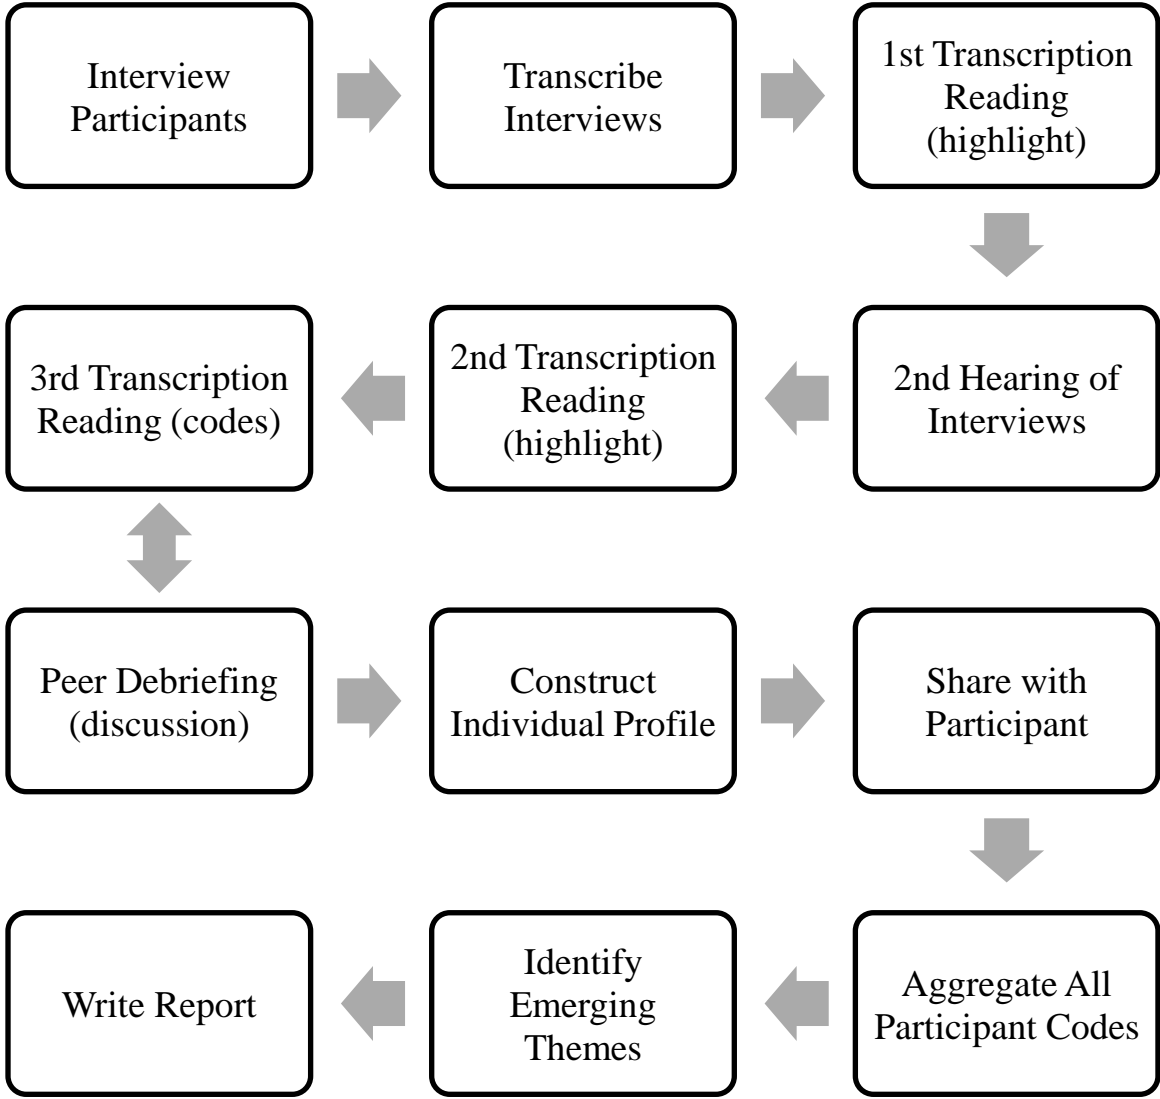 Interview
Participants
Transcribe
Interviews
1st Transcription
Reading
(highlight)
2nd Hearing of
Interviews
2nd Transcription
Reading
(highlight)
3rd Transcription
Reading (codes)
Peer Debriefing
(discussion)
Construct
Individual Profile
Share with
Participant
Aggregate All
Participant Codes
Identify
Emerging
Themes
Write Report